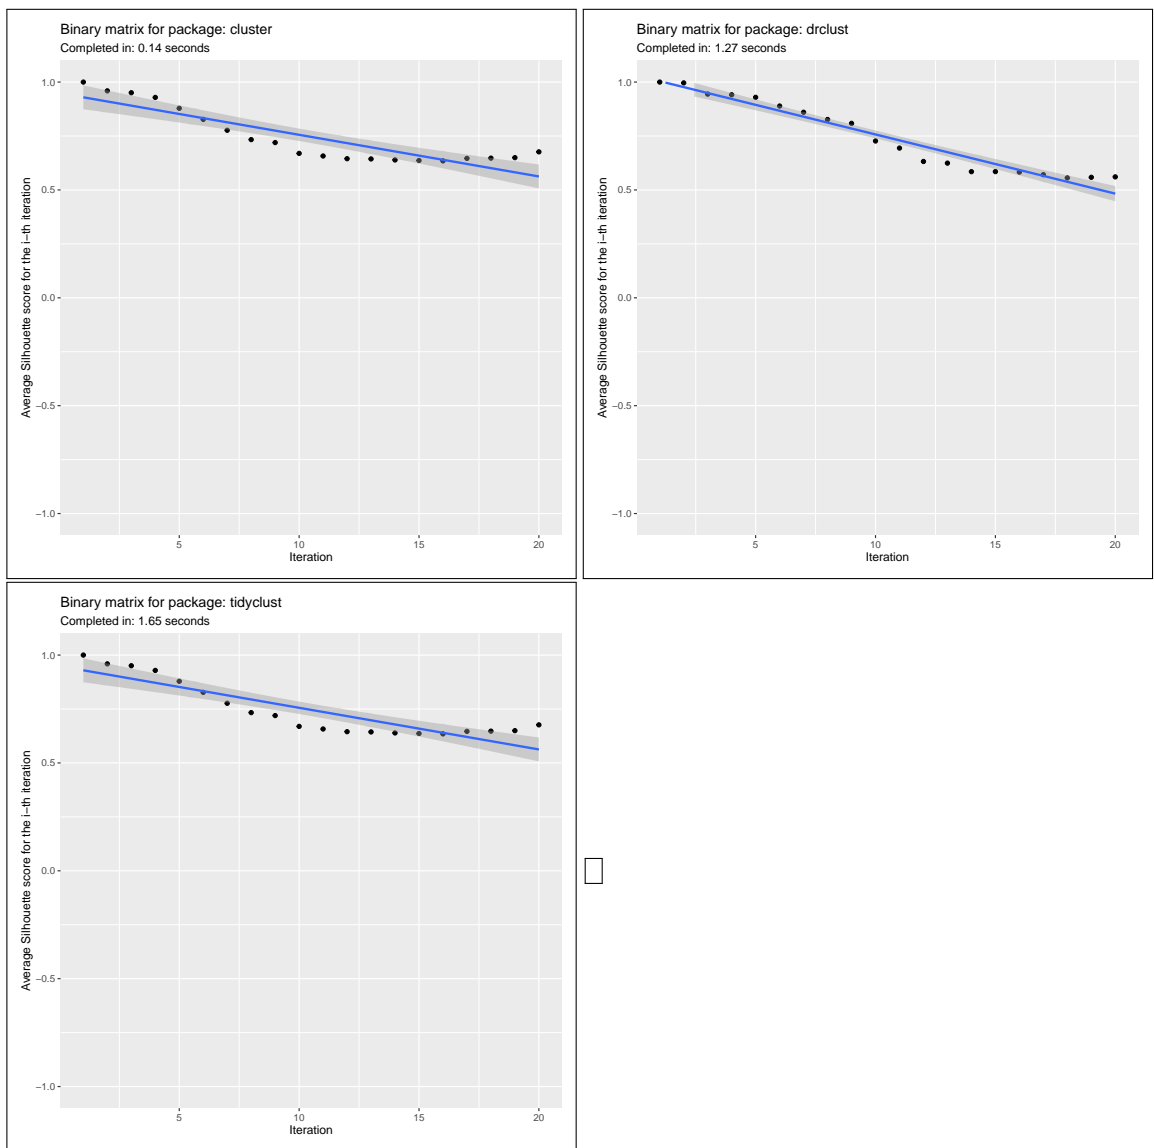 Binary matrix for package: cluster
Completed in: 0.14 seconds
Average Silhouette score for the i−th iteration
1.0
0.5
0.0
−0.5
−1.0
5 10 15 20
Iteration
Binary matrix for package: drclust
Completed in: 1.27 seconds
Average Silhouette score for the i−th iteration
1.0
0.5
0.0
−0.5
−1.0
5 10 15 20
Iteration
Binary matrix for package: tidyclust
Completed in: 1.65 seconds
Average Silhouette score for the i−th iteration
1.0
0.5
0.0
−0.5
−1.0
5 10 15 20
Iteration